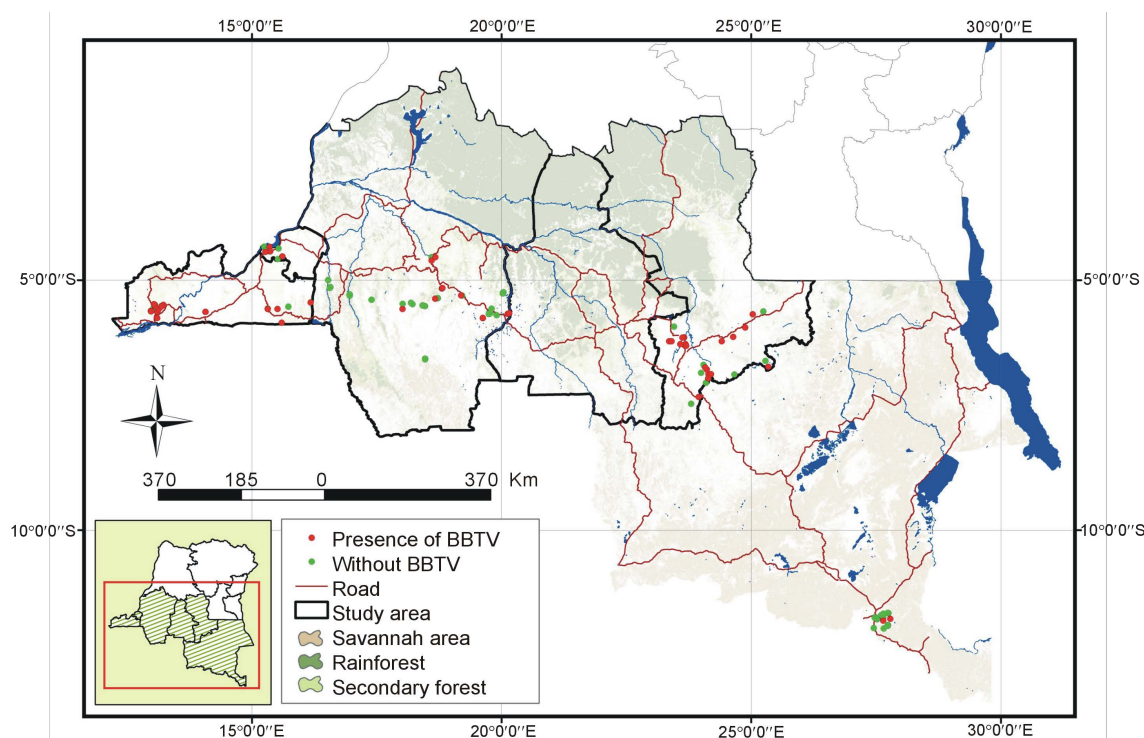 15°0'0''E 20°0'0''E 25°0'0''E 30°0'0''E
5°0'0''S 5°0'0''S
N
370 185 0 370 Km
10°0'0''S 10°0'0''S
Presence of BBTV
Without BBTV
Road
Study area
Savannah area
Rainforest
Secondary forest
15°0'0''E 20°0'0''E 25°0'0''E 30°0'0''E